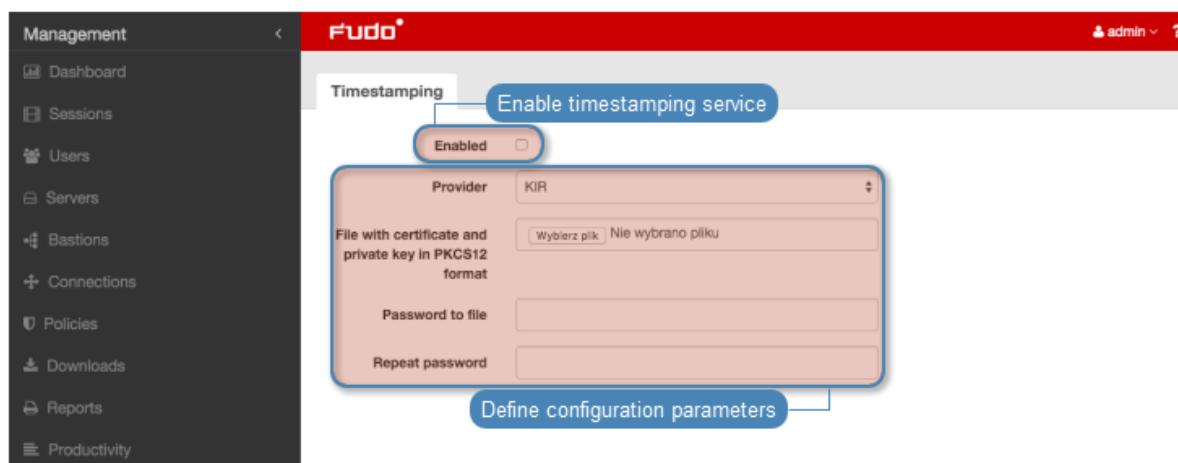 Management
Fudo
admin
?
Dashboard
Sessions
Users
Servers
Bastions
Connections
Policies
Downloads
Reports
Productivity
Timestamping
Enable timestamping service
Enabled
Provider
KIR
File with certificate and
private key in PKCS12
format
Wybierz plik Nie wybrano pliku
Password to file
Repeat password
Define configuration parameters